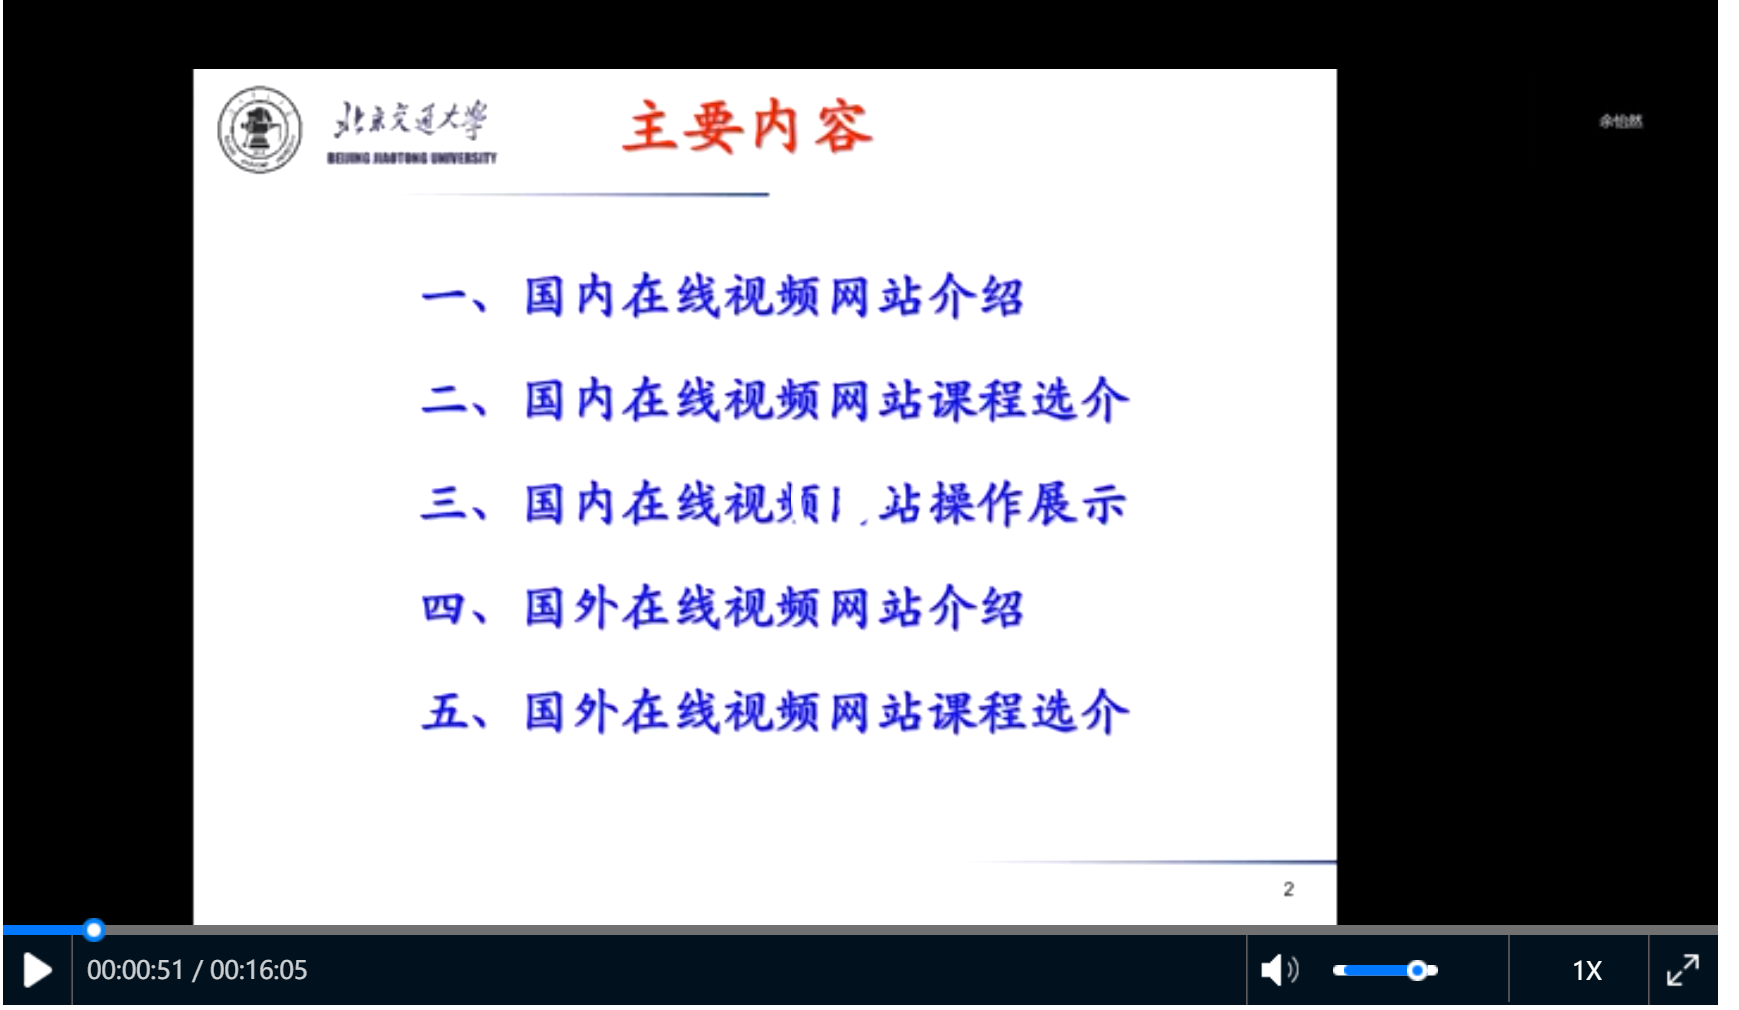 北京交通大学
BEIJING JIAOTONG UNIVERSITY
主要内容
余怡然
一、国内在线视频网站介绍
二、国内在线视频网站课程选介
三、国内在线视频 站操作展示
四、国外在线视频网站介绍
五、国外在线视频网站课程选介
2
00:00:51 / 00:16:05
1X